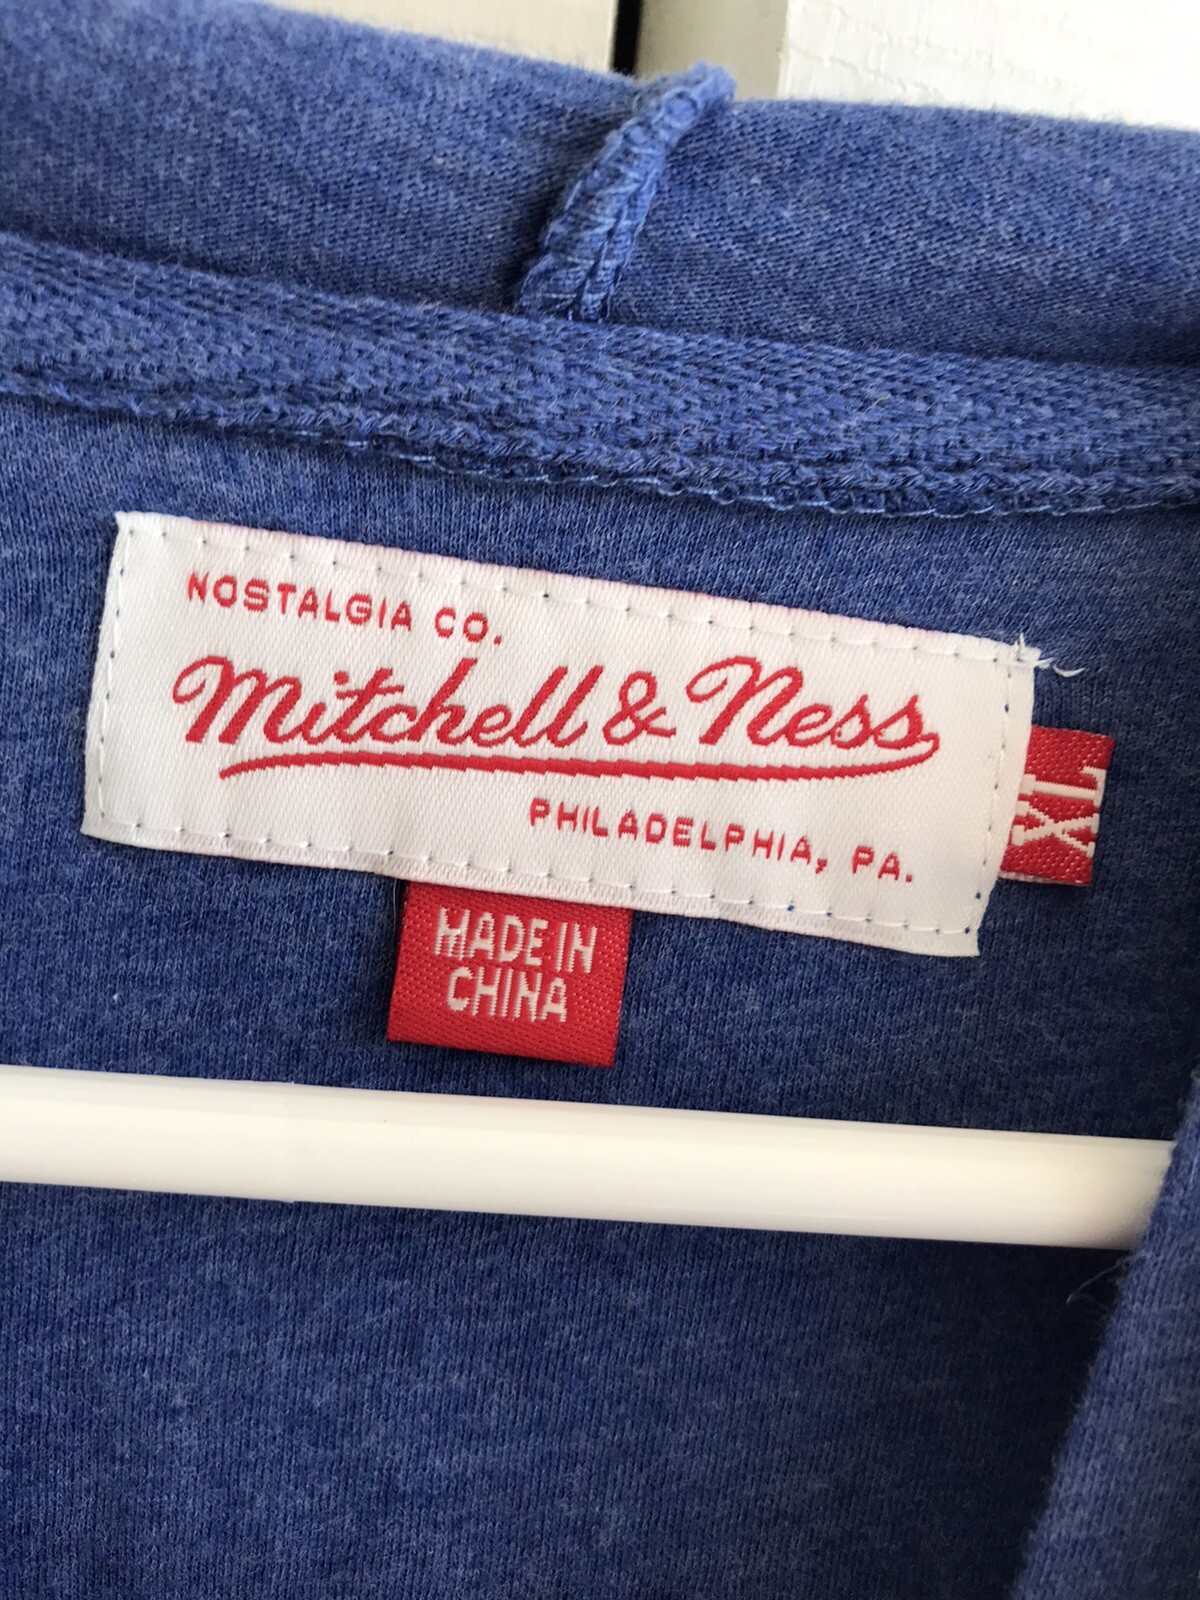 NOSTALGIA CO.
Mitchell & Ness
PHILADELPHIA, PA.
XL
MADE IN
CHINA